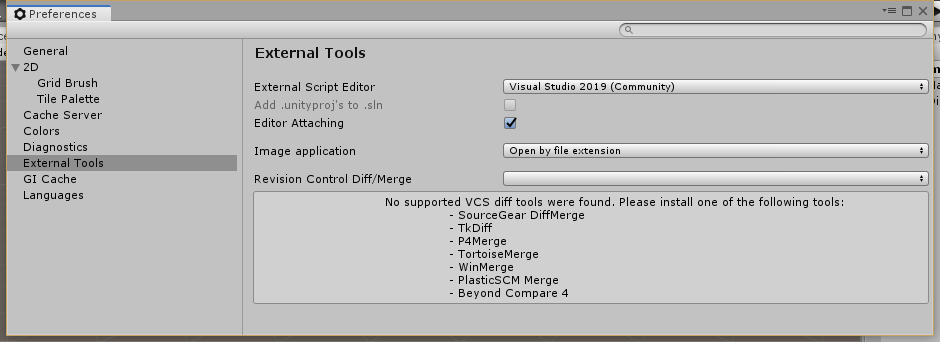 Preferences
General
External Tools
2D
Grid Brush
External Script Editor
Visual Studio 2019 (Community)
Tile Palette
Add .unityproj's to .sln
Cache Server
Editor Attaching
Colors
Diagnostics
Image application
Open by file extension
External Tools
GI Cache
Revision Control Diff/Merge
Languages
No supported VCS diff tools were found. Please install one of the following tools:
- SourceGear DiffMerge
- TkDiff
- P4Merge
- TortoiseMerge
- WinMerge
- PlasticSCM Merge
- Beyond Compare 4